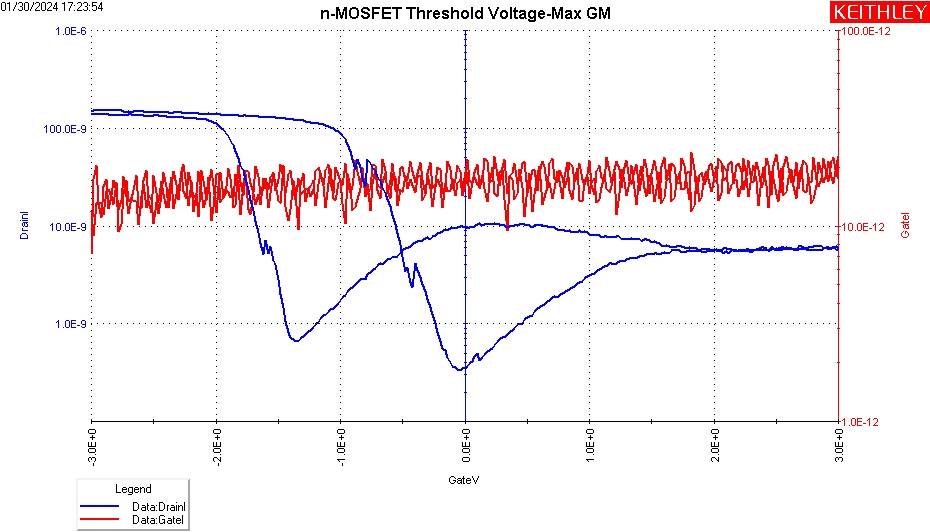 01/30/2024 17:23:54
n-MOSFET Threshold Voltage-Max GM
KEITHLEY
1.0E-6
100.0E-12
100.0E-9
10.0E-9
10.0E-12
1.0E-9
1.0E-12
DrainI
GateI
-3.0E+0
-2.0E+0
-1.0E+0
0.0E+0
1.0E+0
2.0E+0
3.0E+0
GateV
Legend
Data:DrainI
Data:GateI